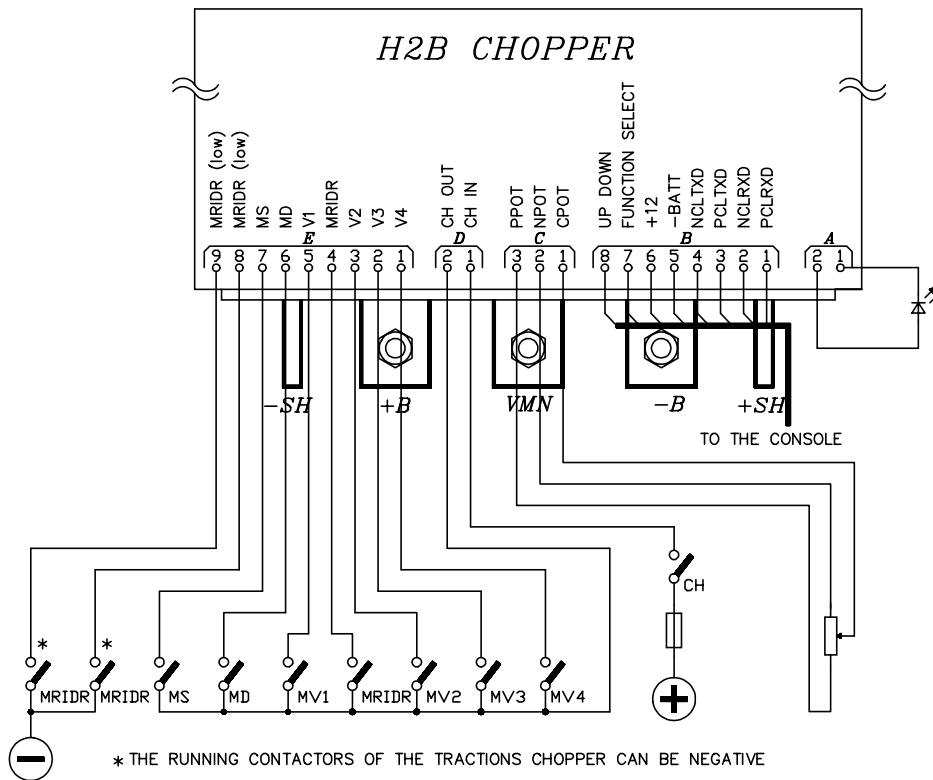 H2B CHOPPER
MRIDR (low)
MRIDR (low)
MS
MD
V1
MRIDR
V2
V3
V4
CH OUT
CH IN
PPOT
NPOT
CPOT
UP DOWN
FUNCTION SELECT
+12
-BATT
NCLTXD
PCLTXD
NCLRXD
PCLRXD
E D C B A
9 8 7 6 5 4 3 2 1 2 1 3 2 1 8 7 6 5 4 3 2 1 2 1
-SH +B VMN -B +SH
TO THE CONSOLE
CH
* *
MRIDR MRIDR MS MD MV1 MRIDR MV2 MV3 MV4
+
−
* THE RUNNING CONTACTORS OF THE TRACTIONS CHOPPER CAN BE NEGATIVE